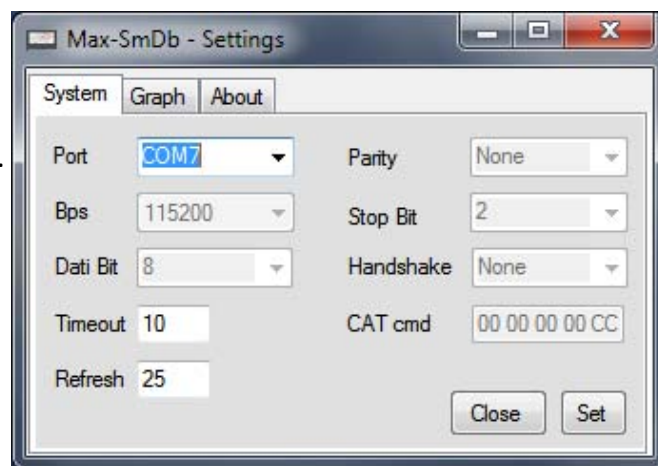 Max-SmDb - Settings
System Graph About
Port COM7 Parity None
Bps 115200 Stop Bit 2
Dati Bit 8 Handshake None
Timeout 10 CAT cmd 00 00 00 00 CC
Refresh 25
Close Set